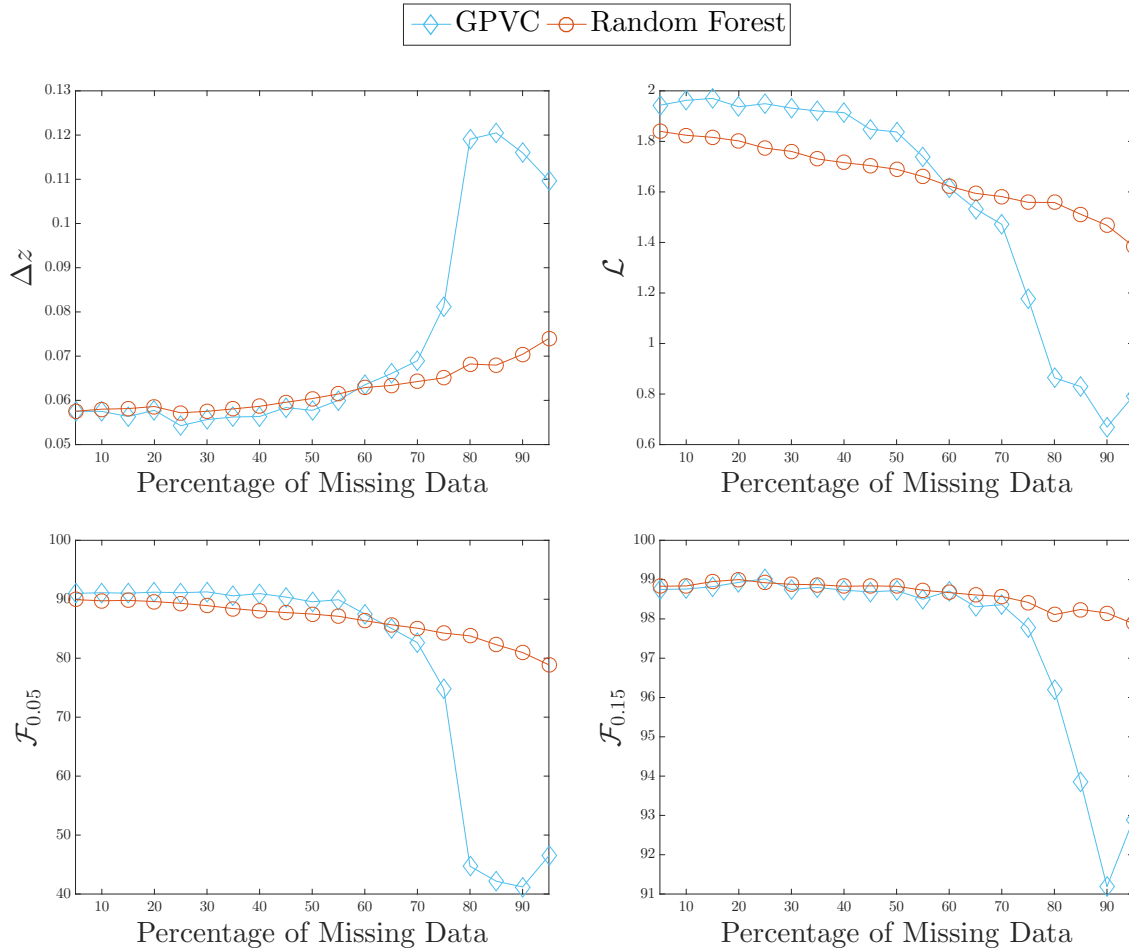 GPVC Random Forest
0.13
0.12
0.11
0.1
0.09
0.08
0.07
0.06
0.05
Δz
10 20 30 40 50 60 70 80 90
Percentage of Missing Data
2
1.8
1.6
1.4
1.2
1
0.8
0.6
ℒ
10 20 30 40 50 60 70 80 90
Percentage of Missing Data
100
90
80
70
60
50
40
ℱ0.05
10 20 30 40 50 60 70 80 90
Percentage of Missing Data
100
99
98
97
96
95
94
93
92
91
ℱ0.15
10 20 30 40 50 60 70 80 90
Percentage of Missing Data